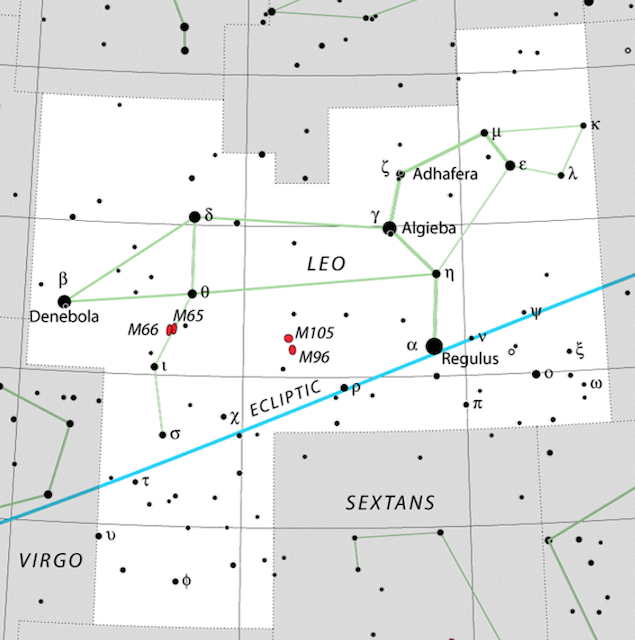 κ
μ
ε
λ
ζ
Adhafera
δ
γ
Algieba
LEO
η
β
Denebola
θ
M65
M66
M105
M96
α
Regulus
ν
ψ
ξ
ο
ω
π
ι
ρ
χ
ECLIPTIC
σ
τ
SEXTANS
υ
VIRGO
ϕ